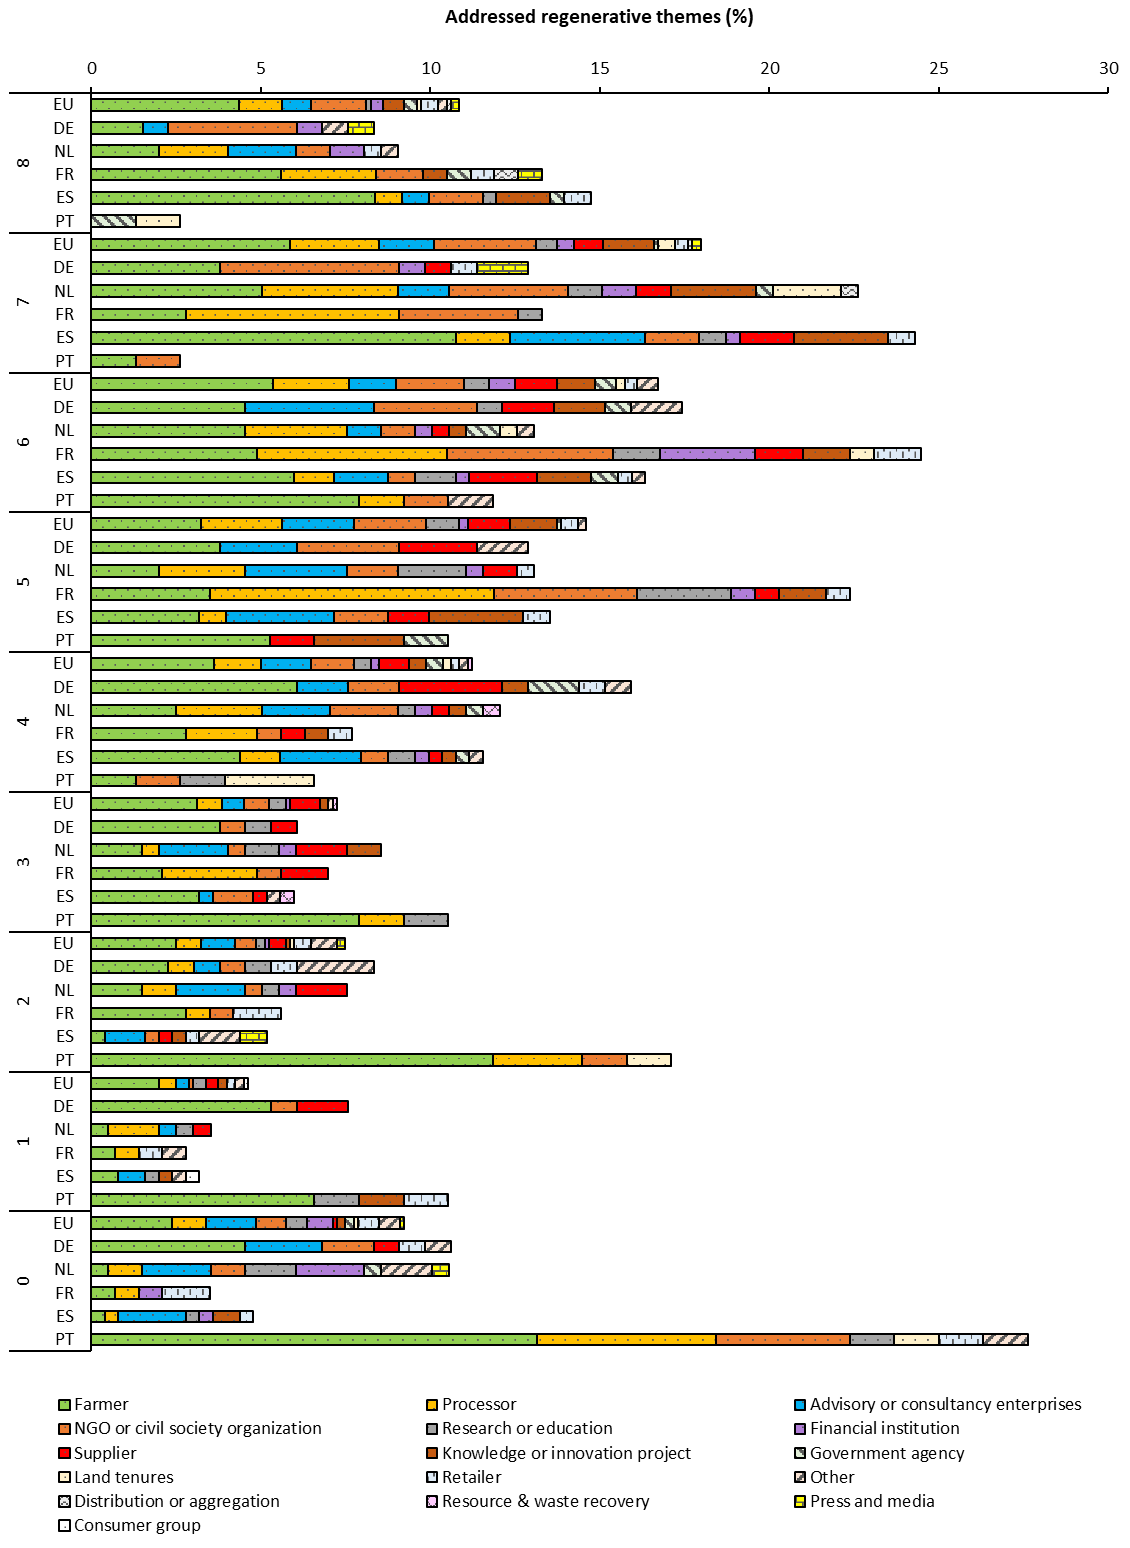 Addressed regenerative themes (%)
0 5 10 15 20 25 30
8
EU
DE
NL
FR
ES
PT
7
EU
DE
NL
FR
ES
PT
6
EU
DE
NL
FR
ES
PT
5
EU
DE
NL
FR
ES
PT
4
EU
DE
NL
FR
ES
PT
3
EU
DE
NL
FR
ES
PT
2
EU
DE
NL
FR
ES
PT
1
EU
DE
NL
FR
ES
PT
0
EU
DE
NL
FR
ES
PT
Farmer Processor Advisory or consultancy enterprises
NGO or civil society organization Research or education Financial institution
Supplier Knowledge or innovation project Government agency
Land tenures Retailer Other
Distribution or aggregation Resource & waste recovery Press and media
Consumer group